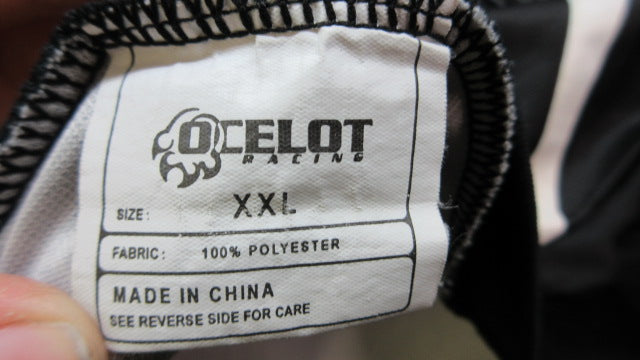 OCELOT
RACING
SIZE: XXL
FABRIC: 100% POLYESTER
MADE IN CHINA
SEE REVERSE SIDE FOR CARE